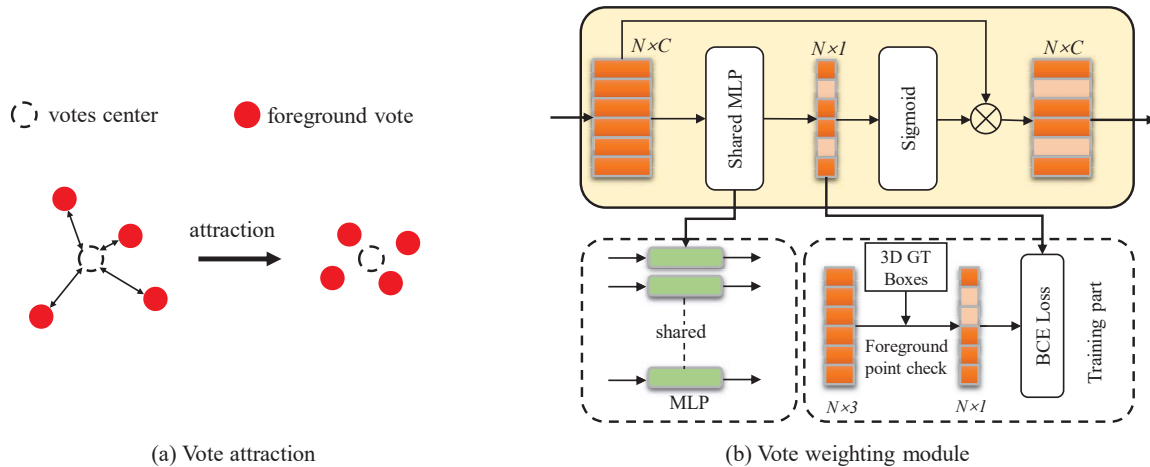 votes center
foreground vote
attraction
(a) Vote attraction
N×C
Shared MLP
N×1
Sigmoid
N×C
shared
MLP
3D GT
Boxes
Foreground
point check
N×3
N×1
BCE Loss
Training part
(b) Vote weighting module